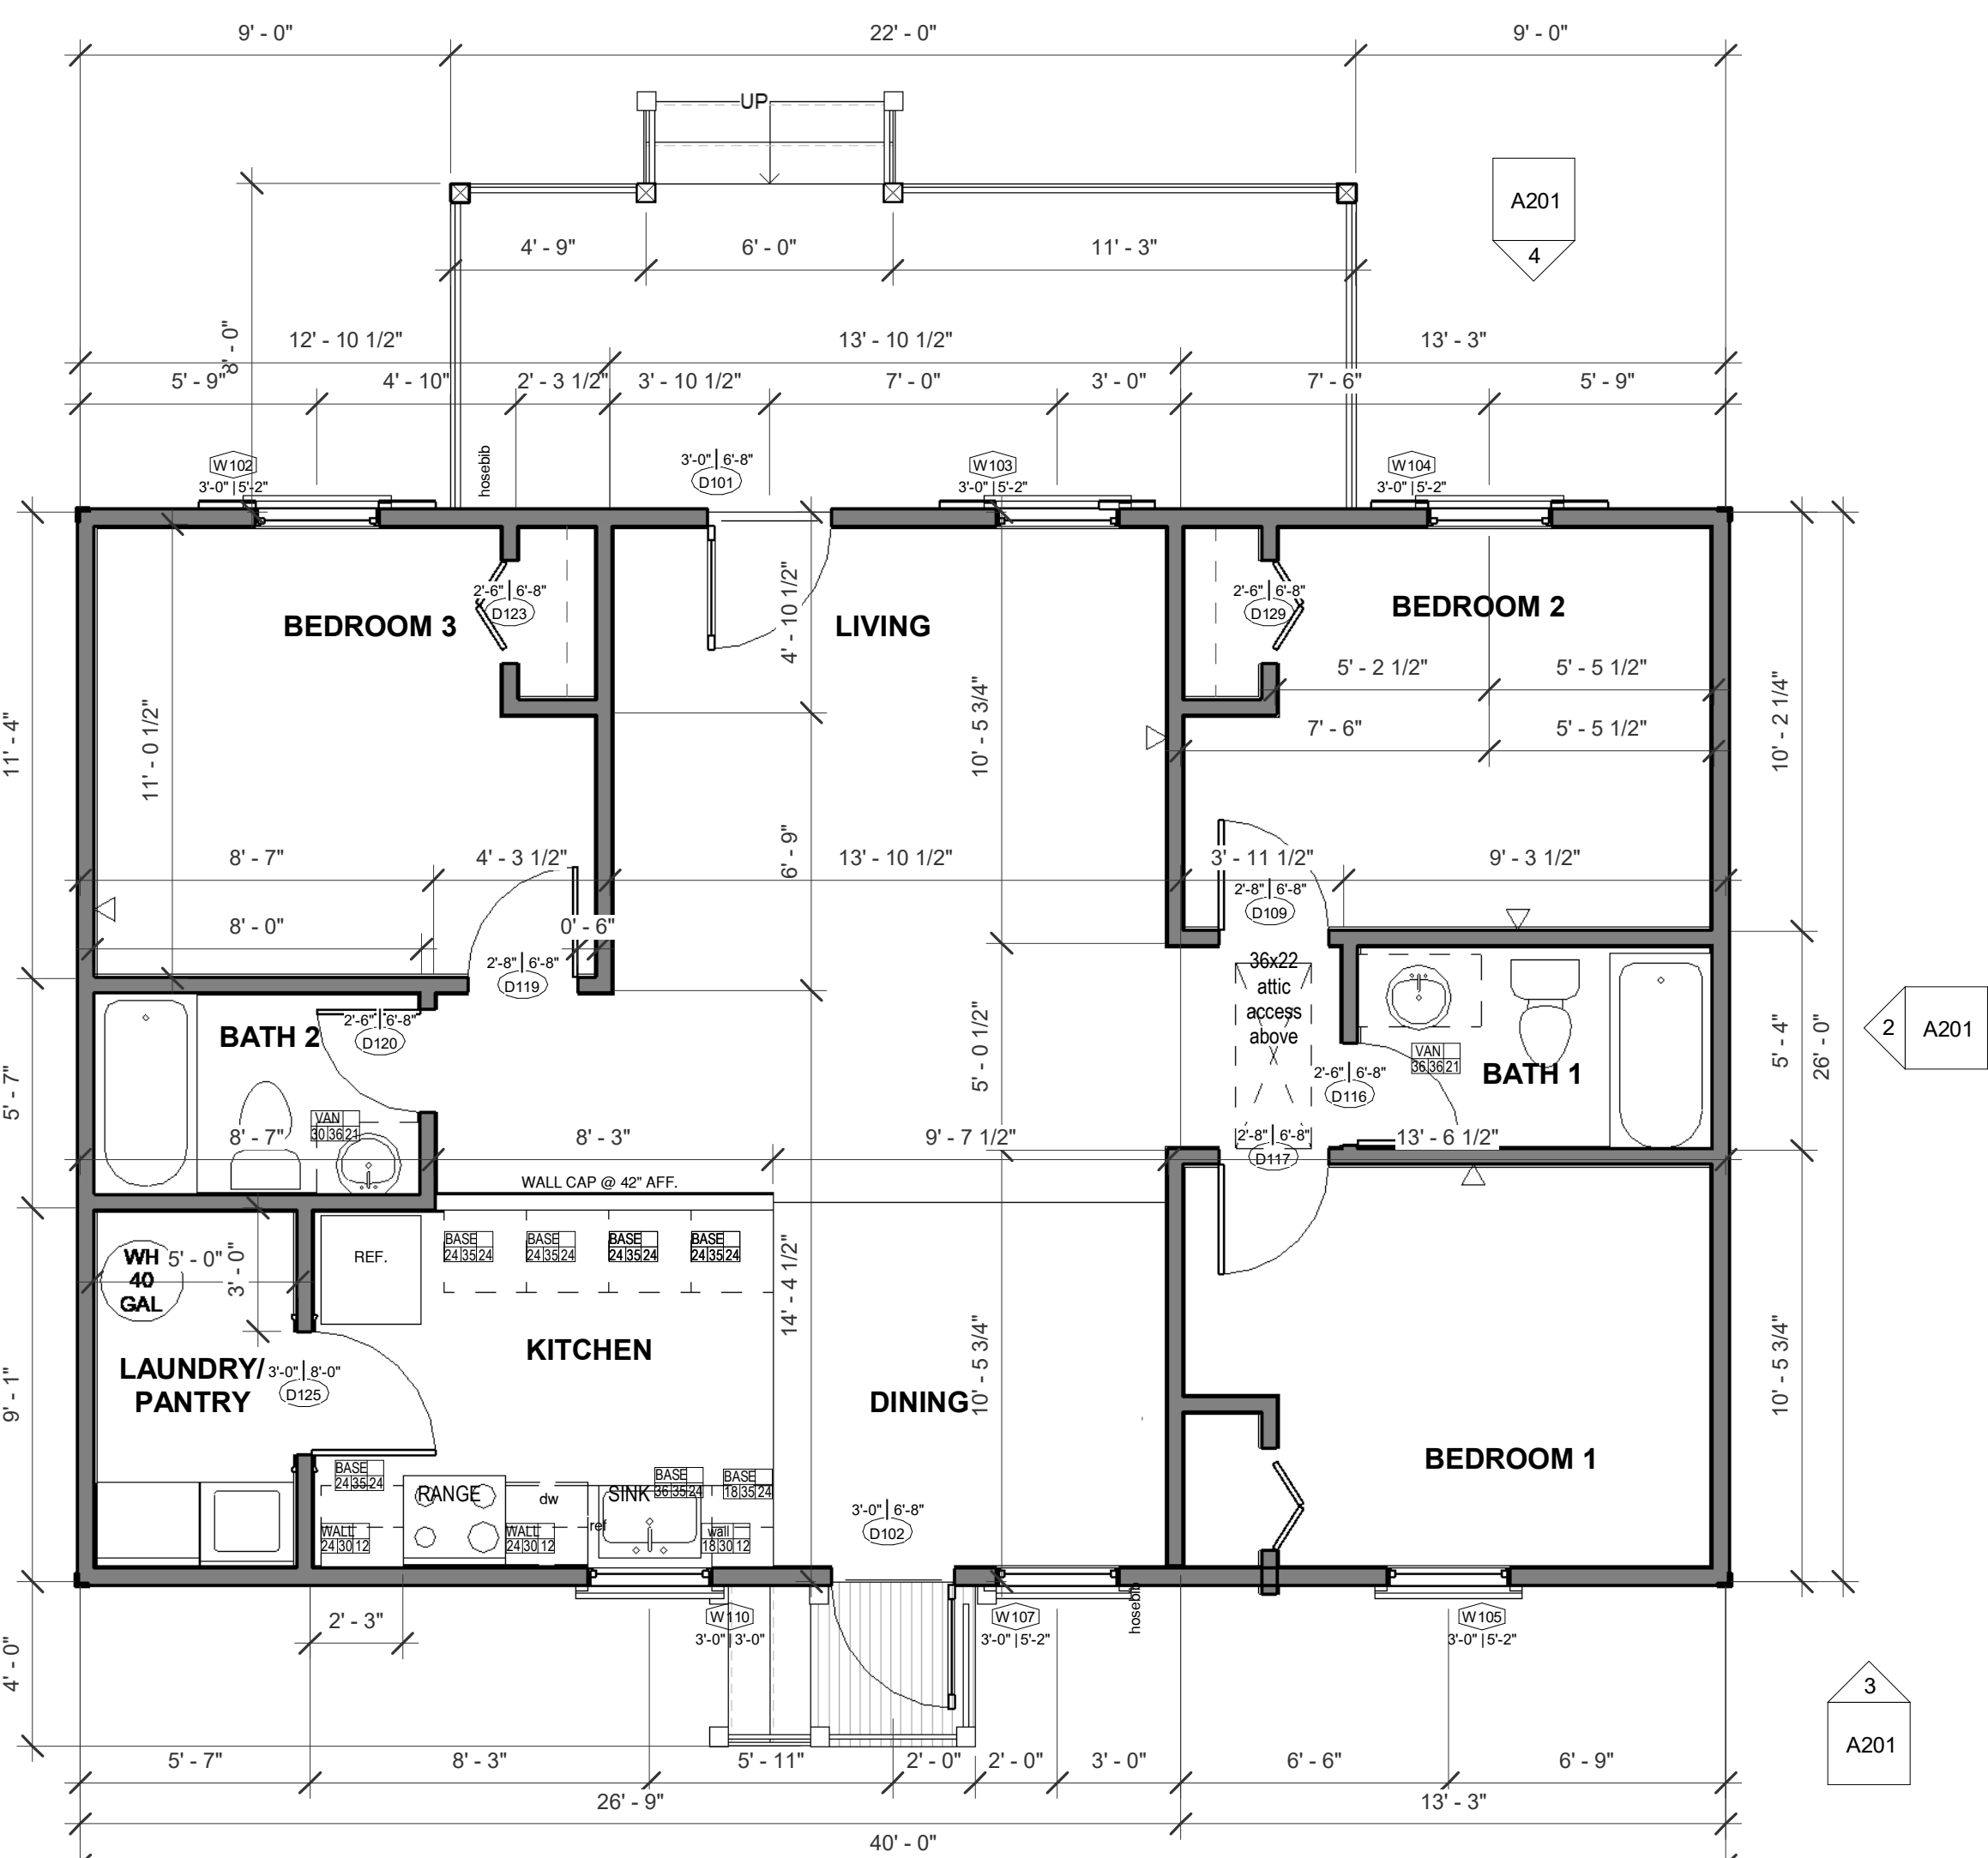 9' - 0" 22' - 0" 9' - 0"
UP
A201
4
4' - 9" 6' - 0" 11' - 3"
8' - 0"
12' - 10 1/2" 13' - 10 1/2" 13' - 3"
5' - 9" 4' - 10" 2' - 3 1/2" 3' - 10 1/2" 7' - 0" 3' - 0" 7' - 6" 5' - 9"
W102
3'-0" 5'-2"
hosebib
3'-0" 6'-8"
D101
W103
3'-0" 5'-2"
W104
3'-0" 5'-2"
2'-6" 6'-8"
D123
4' - 10 1/2"
2'-6" 6'-8"
D129
BEDROOM 3 LIVING BEDROOM 2
5' - 2 1/2" 5' - 5 1/2"
7' - 6" 5' - 5 1/2"
11' - 4"
11' - 0 1/2"
10' - 5 3/4"
10' - 2 1/4"
6' - 9"
8' - 7" 4' - 3 1/2" 13' - 10 1/2" 3' - 11 1/2" 9' - 3 1/2"
2'-8" 6'-8"
D109
8' - 0" 0' - 6"
2'-8" 6'-8"
D119
36x22
attic
access
above
2'-6" 6'-8"
D120
BATH 2
5' - 7"
5' - 0 1/2"
VAN
36 36 21
BATH 1
2'-6" 6'-8"
D116
5' - 4"
26' - 0"
2 A201
VAN
30 36 21
8' - 7" 8' - 3" 9' - 7 1/2" 13' - 6 1/2"
2'-8" 6'-8"
D117
WALL CAP @ 42" AFF.
WH
40
GAL
5' - 0"
3' - 0"
REF.
BASE
24 35 24
BASE
24 35 24
BASE
24 35 24
BASE
24 35 24
14' - 4 1/2"
KITCHEN
LAUNDRY/
PANTRY
3'-0" 8'-0"
D125
9' - 1"
DINING
10' - 5 3/4"
10' - 5 3/4"
BEDROOM 1
BASE
24 35 24
RANGE
dw
SINK
BASE
36 35 24
BASE
18 35 24
WALL
24 30 12
WALL
24 30 12
ref
wall
18 30 12
3'-0" 6'-8"
D102
W110
3'-0" 3'-0"
W107
3'-0" 5'-2"
hosebib
W105
3'-0" 5'-2"
2' - 3"
4' - 0"
3
A201
5' - 7" 8' - 3" 5' - 11" 2' - 0" 2' - 0" 3' - 0" 6' - 6" 6' - 9"
26' - 9" 13' - 3"
40' - 0"